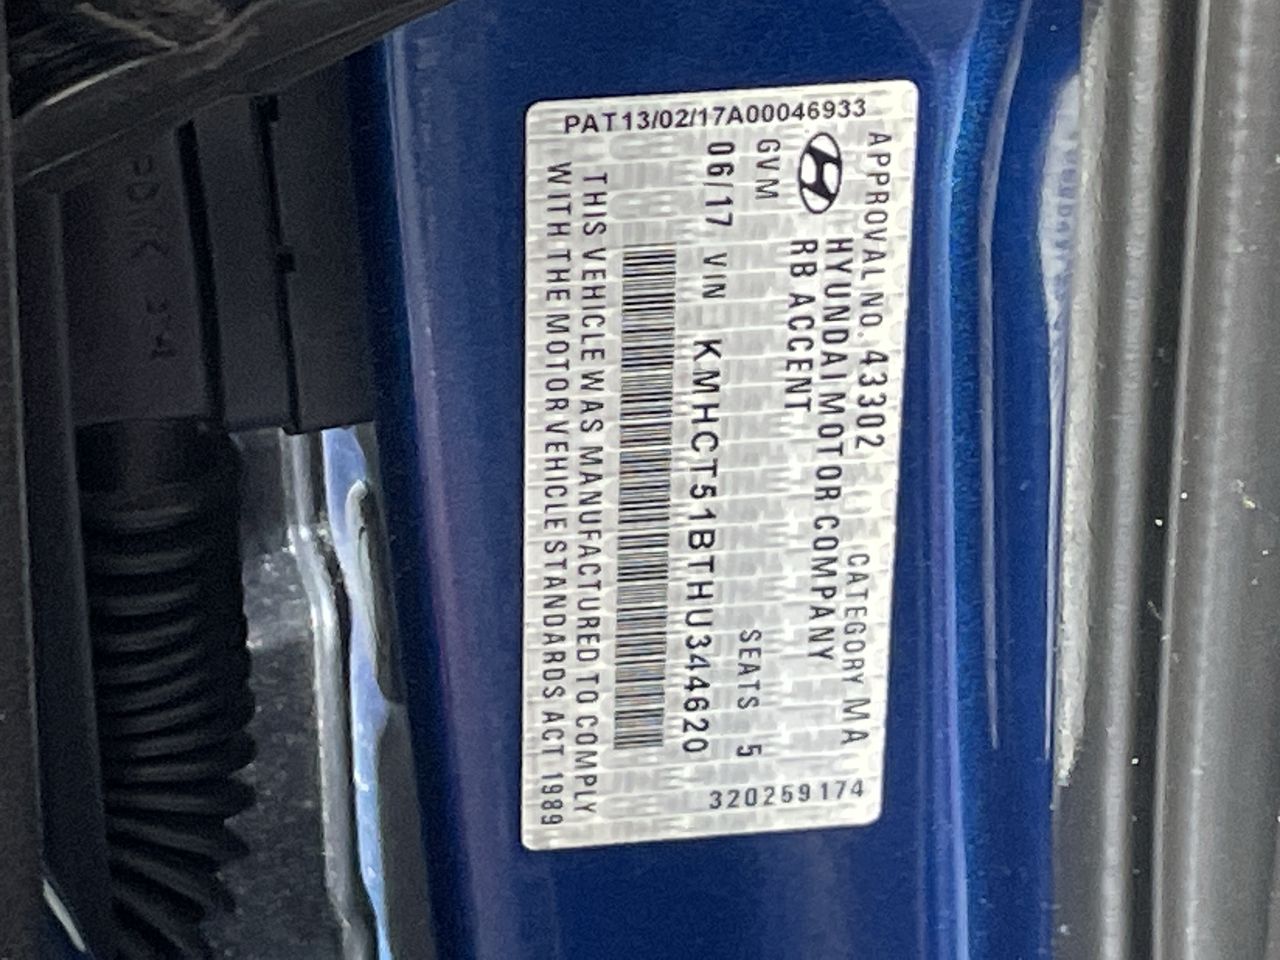 PAT13/02/17A00046933
APPROVAL NO. 43302 CATEGORY MA
HYUNDAI MOTOR COMPANY
RB ACCENT
GVM SEATS 5
06/17 VIN KMHCT51BTHU344620
THIS VEHICLE WAS MANUFACTURED TO COMPLY
WITH THE MOTOR VEHICLE STANDARDS ACT 1989
320259174